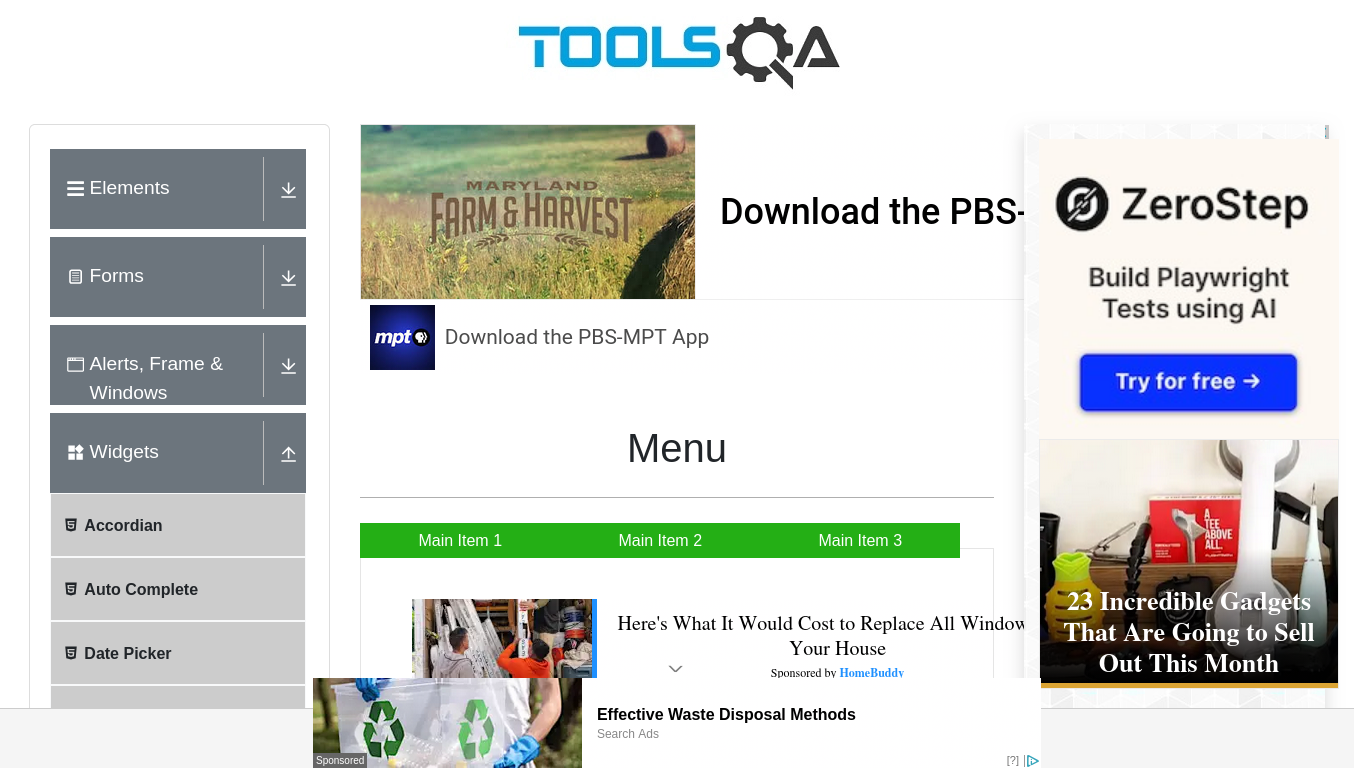 TOOLSQA
Elements
Forms
Alerts, Frame &
Windows
Widgets
Accordian
Auto Complete
Date Picker
MARYLAND
FARM & HARVEST
Download the PBS-
mpt
Download the PBS-MPT App
Menu
Main Item 1
Main Item 2
Main Item 3
Here's What It Would Cost to Replace All Window
Your House
Sponsored by HomeBuddy
ZeroStep
Build Playwright
Tests using AI
Try for free →
A
TEE
ABOVE
ALL.
23 Incredible Gadgets
That Are Going to Sell
Out This Month
Effective Waste Disposal Methods
Search Ads
Sponsored
[?]